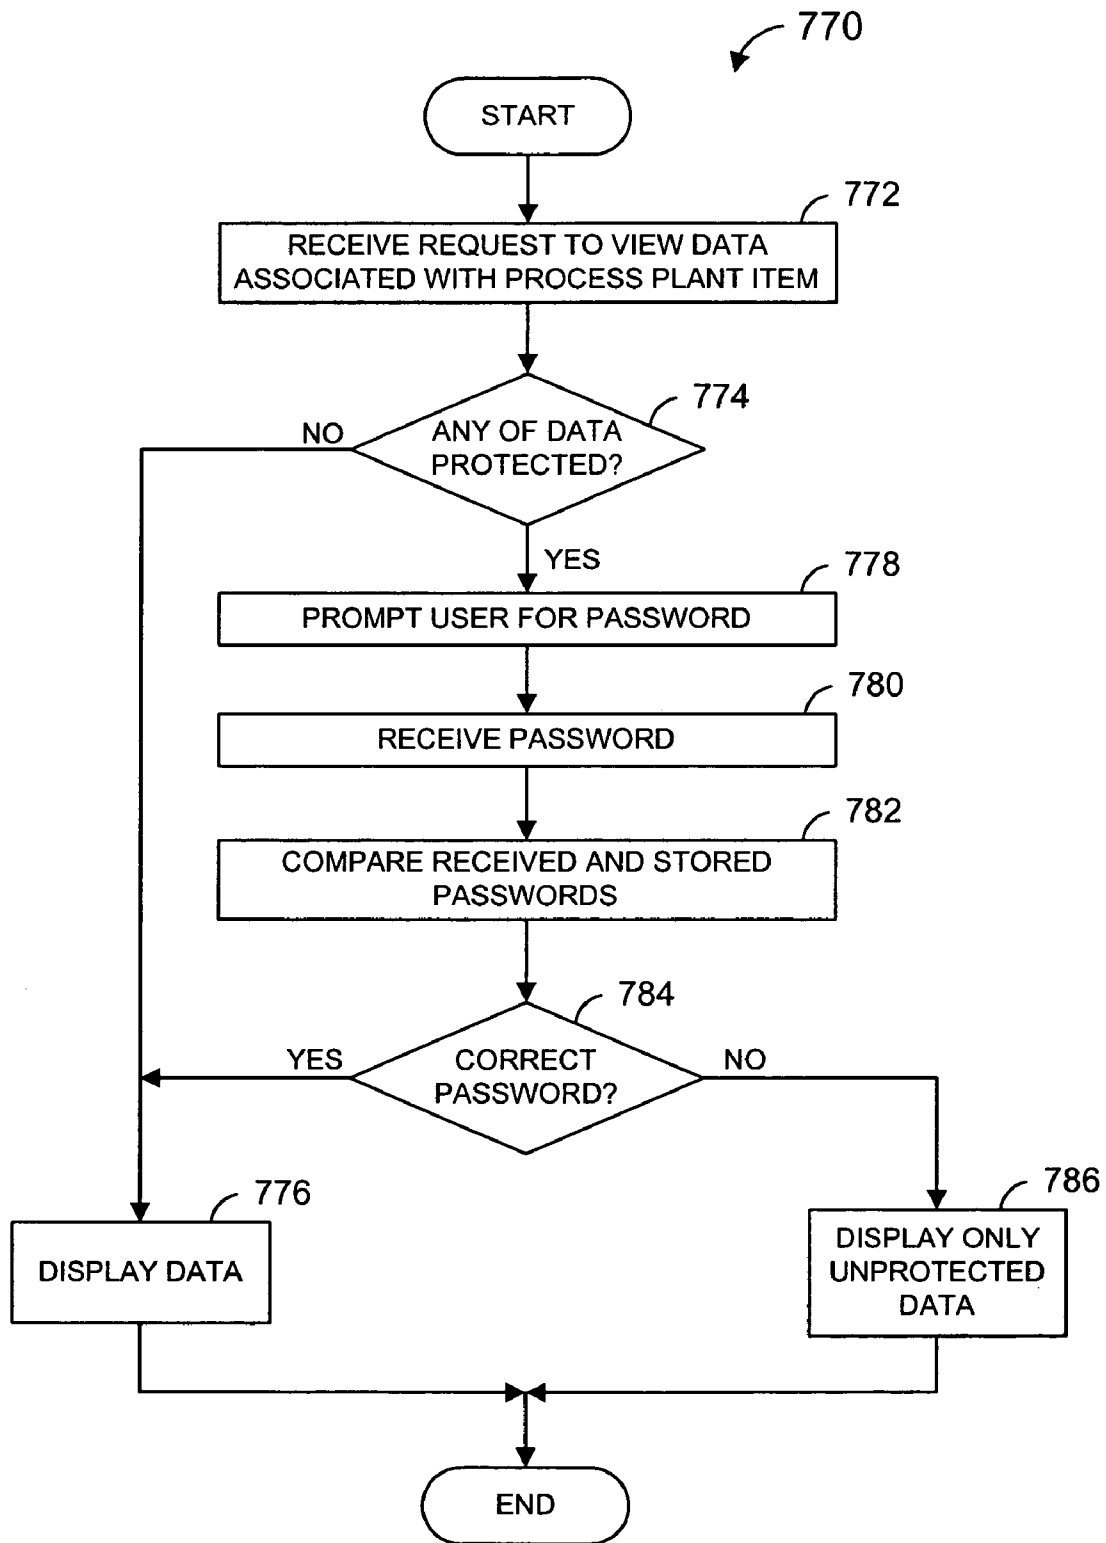 770
START
772
RECEIVE REQUEST TO VIEW DATA
ASSOCIATED WITH PROCESS PLANT ITEM
774
NO
ANY OF DATA
PROTECTED?
YES
778
PROMPT USER FOR PASSWORD
780
RECEIVE PASSWORD
782
COMPARE RECEIVED AND STORED
PASSWORDS
784
YES
CORRECT
PASSWORD?
NO
776
DISPLAY DATA
786
DISPLAY ONLY
UNPROTECTED
DATA
END